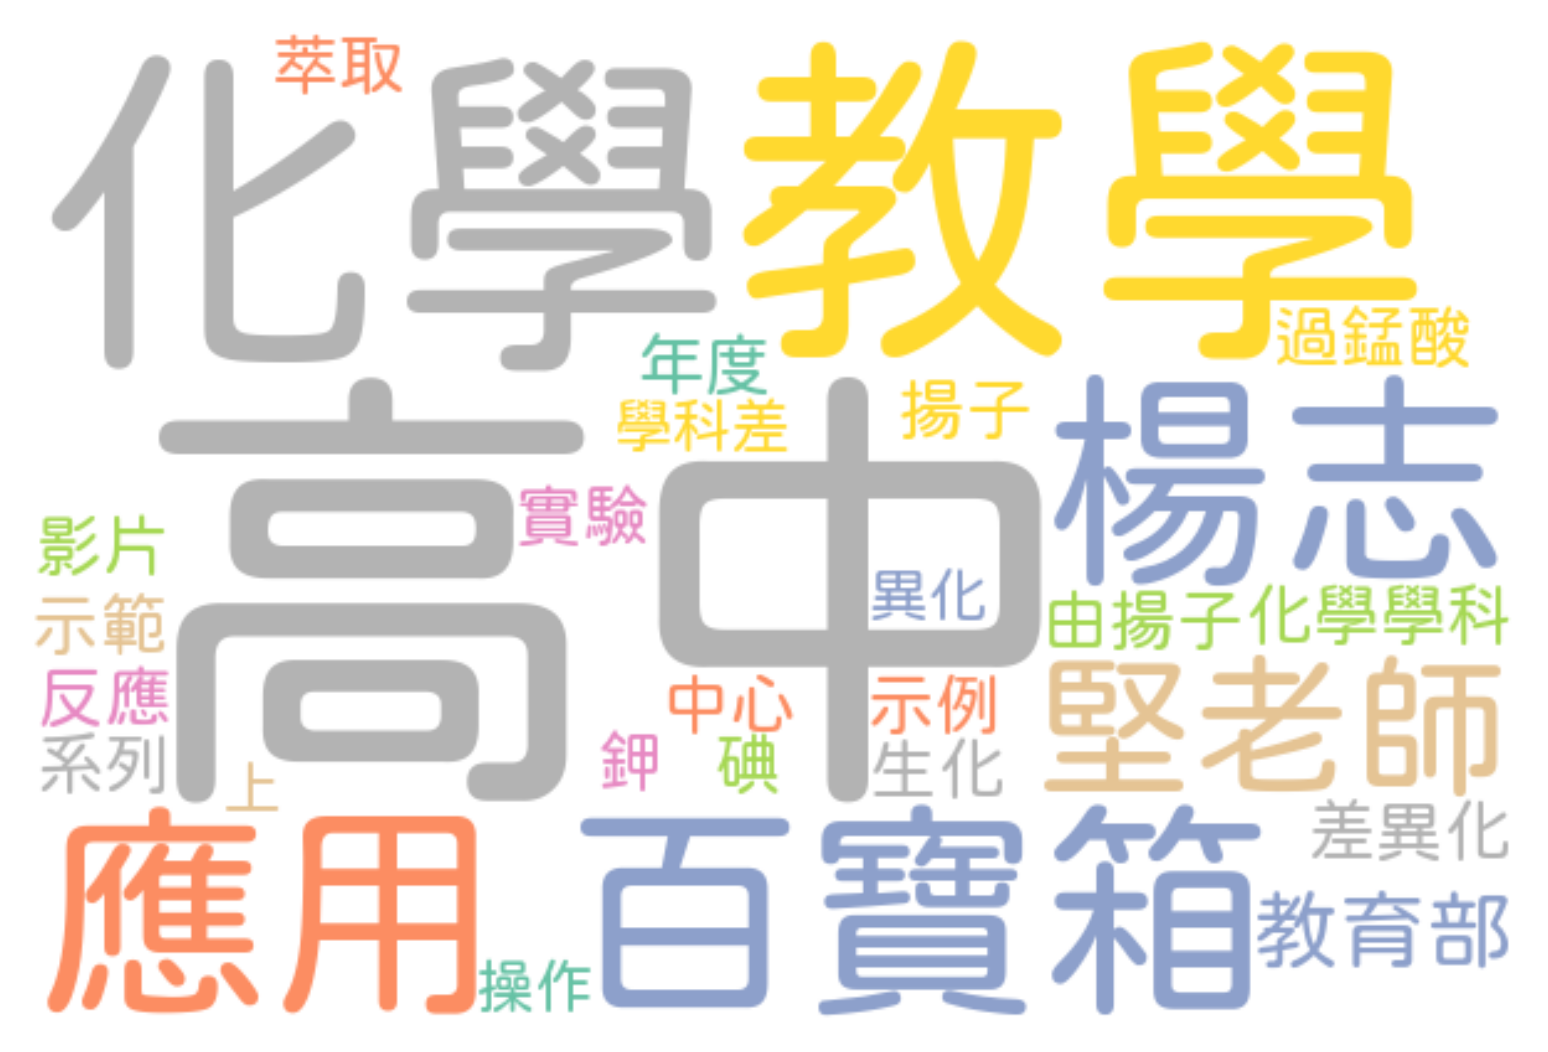 萃取
化學
教學
過錳酸
年度
學科差
揚子
楊志
高中
實驗
影片
異化
示範
由揚子化學學科
反應
中心
示例
堅老師
系列
鉀
碘
生化
上
應用
百寶箱
差異化
教育部
操作